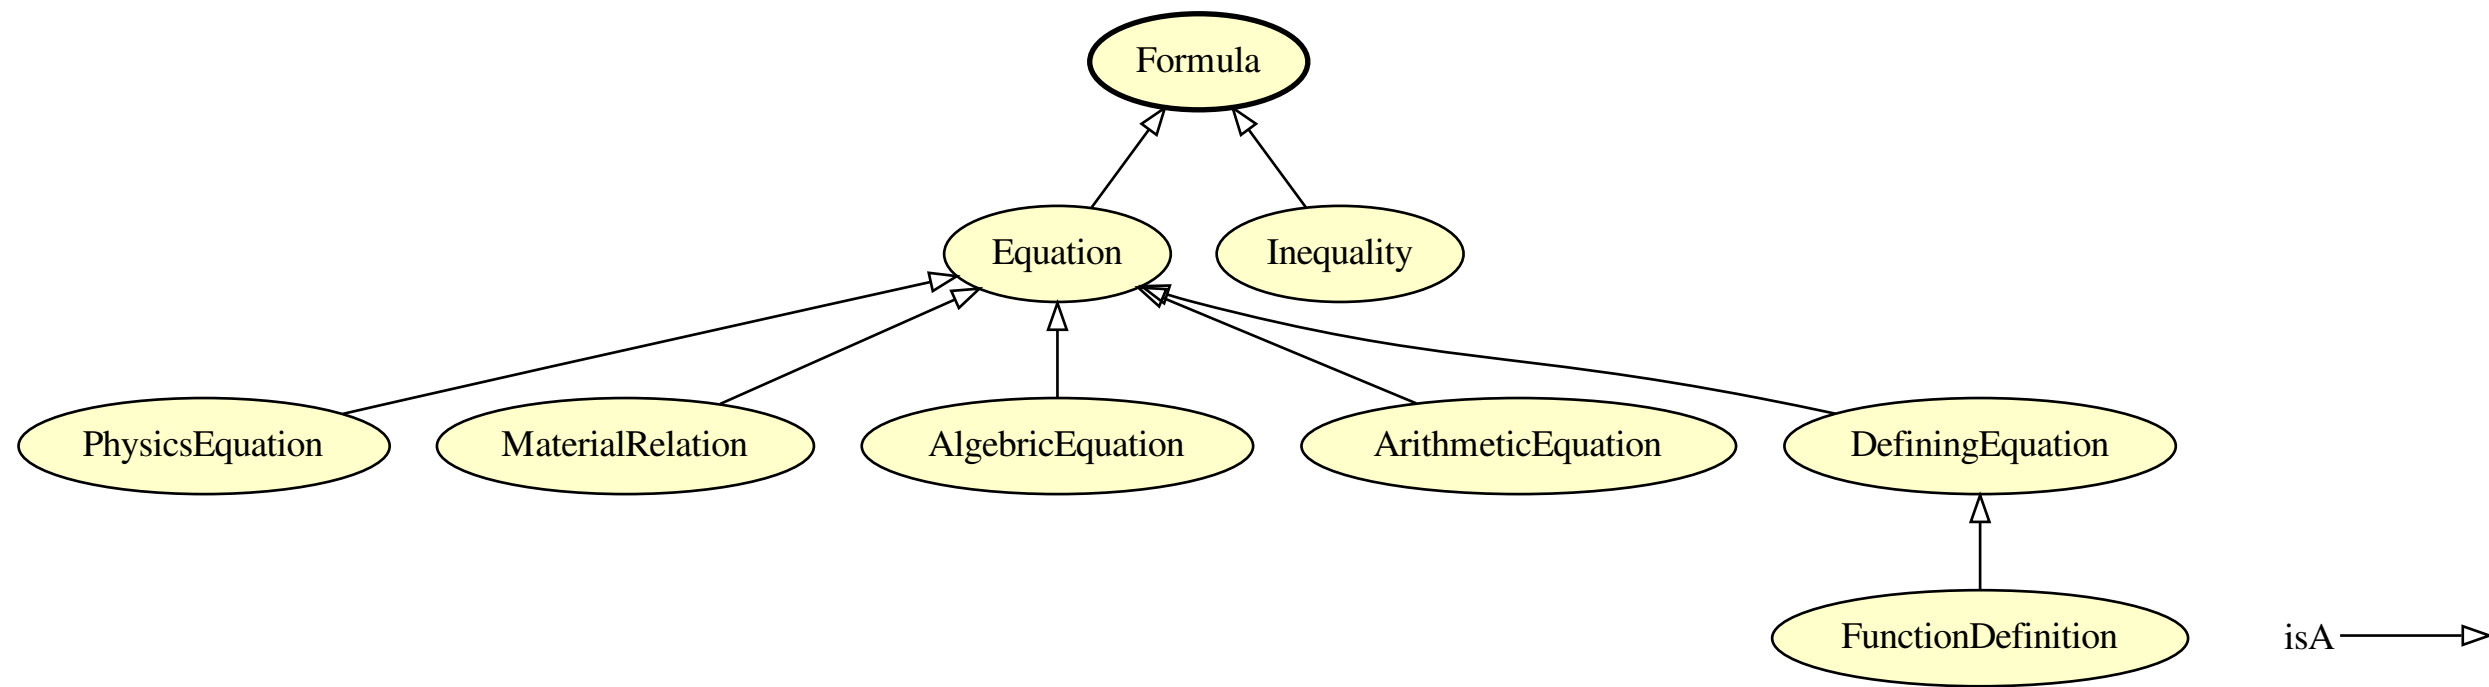 Formula
Equation
Inequality
PhysicsEquation
MaterialRelation
AlgebricEquation
ArithmeticEquation
DefiningEquation
FunctionDefinition
isA